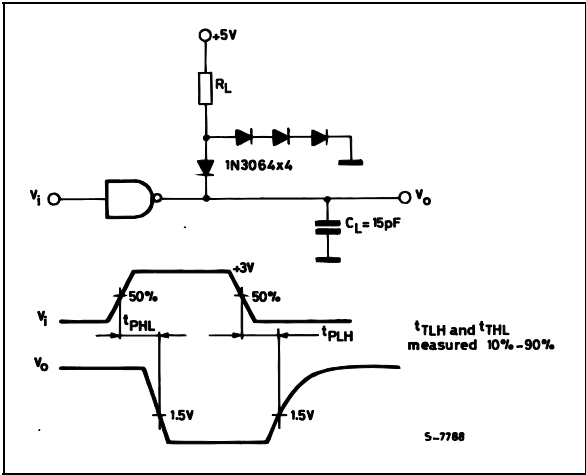 +5V
RL
1N3064x4
Vi
Vo
CL=15pF
+3V
50%
50%
Vi
tPHL
tPLH
tTLH and tTHL
measured 10%-90%
Vo
1.5V
1.5V
S-7788